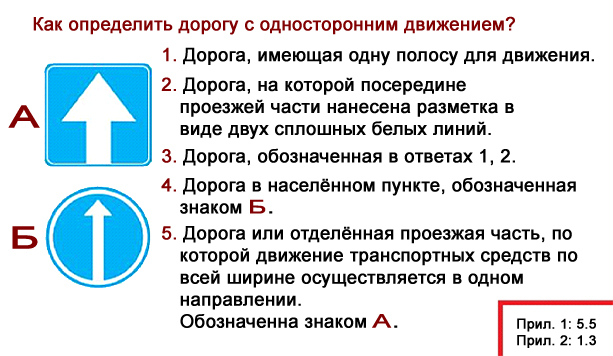 Как определить дорогу с односторонним движением?
1. Дорога, имеющая одну полосу для движения.
2. Дорога, на которой посередине
проезжей части нанесена разметка в
виде двух сплошных белых линий.
3. Дорога, обозначенная в ответах 1, 2.
4. Дорога в населённом пункте, обозначенная
знаком Б.
5. Дорога или отделённая проезжая часть, по
которой движение транспортных средств по
всей ширине осуществляется в одном
направлении.
Обозначенна знаком А.
А
Б
Прил. 1: 5.5
Прил. 2: 1.3